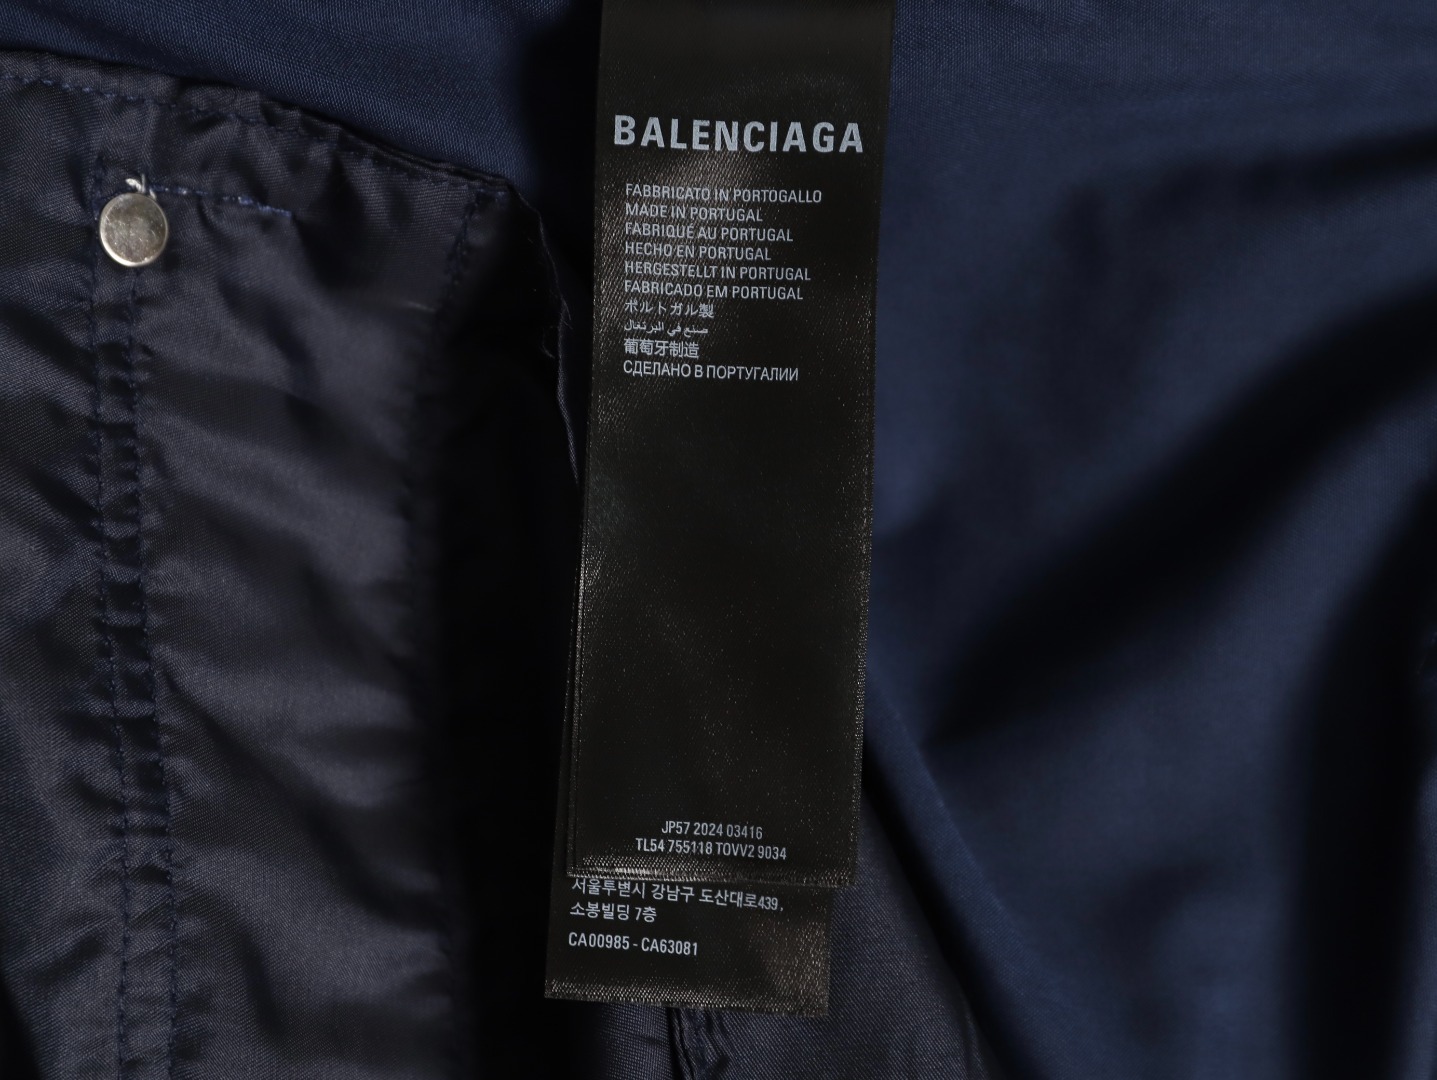 BALENCIAGA
FABBRICATO IN PORTOGALLO
MADE IN PORTUGAL
FABRIQUÉ AU PORTUGAL
HECHO EN PORTUGAL
HERGESTELLT IN PORTUGAL
FABRICADO EM PORTUGAL
ポルトガル製
صنع في البرتغال
葡萄牙制造
СДЕЛАНО В ПОРТУГАЛИИ
JP57 2024 03416
TL54 755118 TOVV2 9034
서울특별시 강남구 도산대로439,
소봉빌딩 7층
CA00985 - CA63081